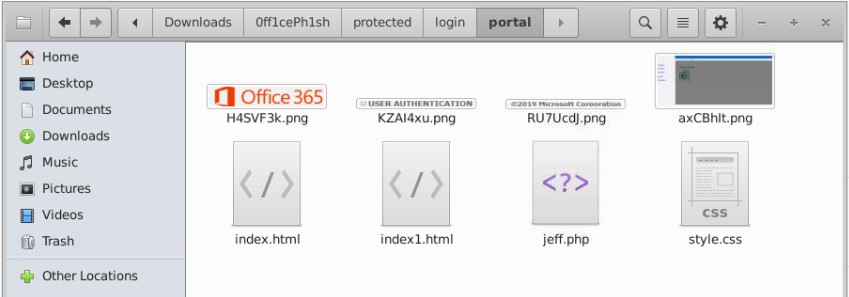 Downloads 0ff1cePh1sh protected login portal
Home
Desktop
Documents
Downloads
Music
Pictures
Videos
Trash
Other Locations
Office 365
USER AUTHENTICATION
©2019 Microsoft Corporation
H4SVF3k.png KZAI4xu.png RU7UcdJ.png axCBhIt.png
CSS
index.html index1.html jeff.php style.css